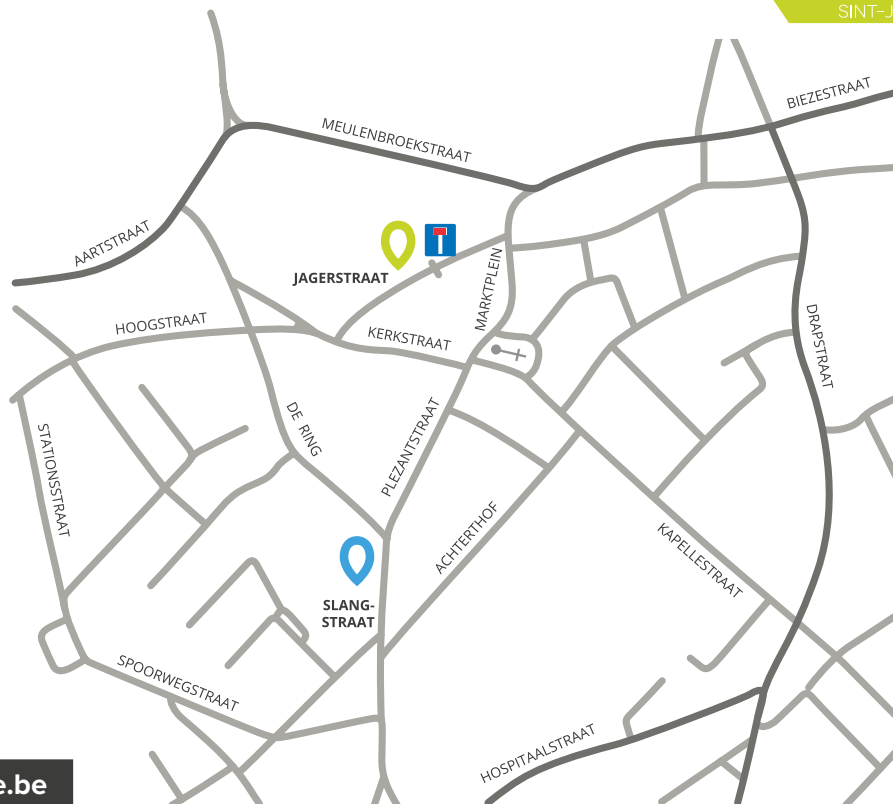 SINT-J
BIEZESTRAAT
MEULENBROEKSTRAAT
AARTSTRAAT
JAGERSTRAAT
MARKTPLEIN
HOOGSTRAAT
KERKSTRAAT
DRAPSTRAAT
DE RING
PLEZANTSTRAAT
STATIONSSTRAAT
ACHTERTHOF
KAPELLESTRAAT
SLANG-
STRAAT
SPOORWEGSTRAAT
HOSPITAALSTRAAT
e.be